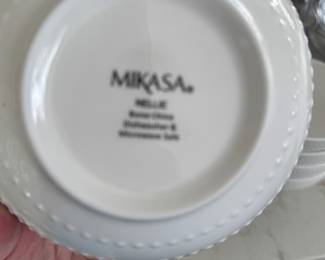 MIKASA®
NELLIE
Bone China
Dishwasher &
Microwave Safe